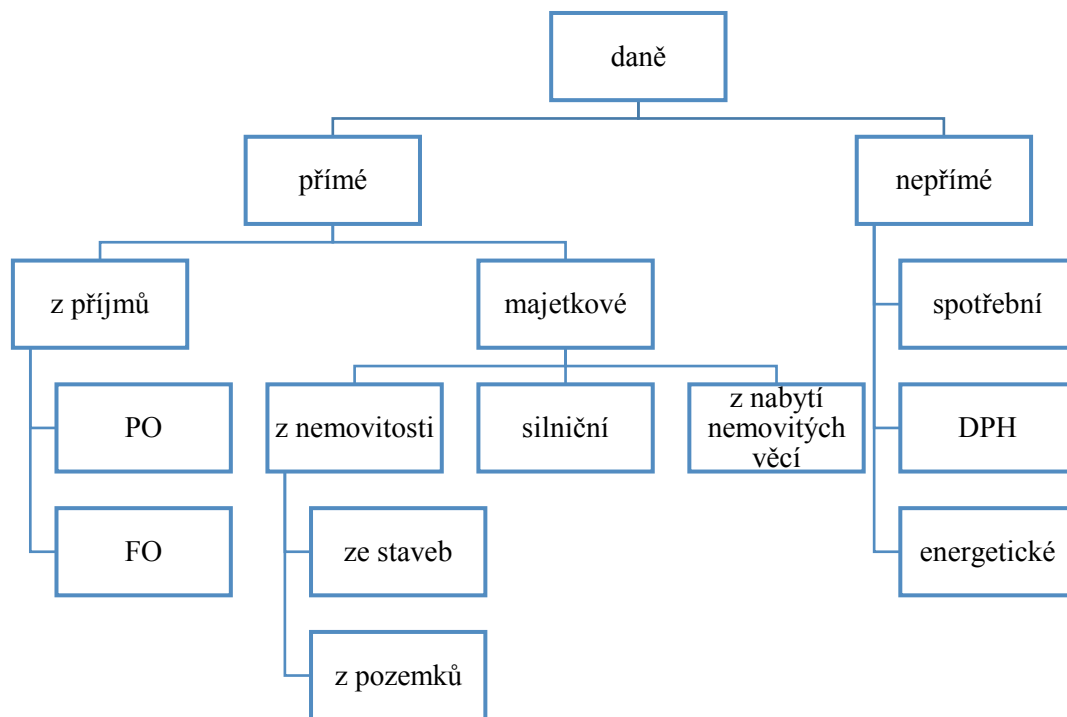 daně
přímé
nepřímé
z příjmů
majetkové
spotřební
PO
z nemovitosti
silniční
z nabytí
nemovitých
věcí
DPH
FO
ze staveb
energetické
z pozemků